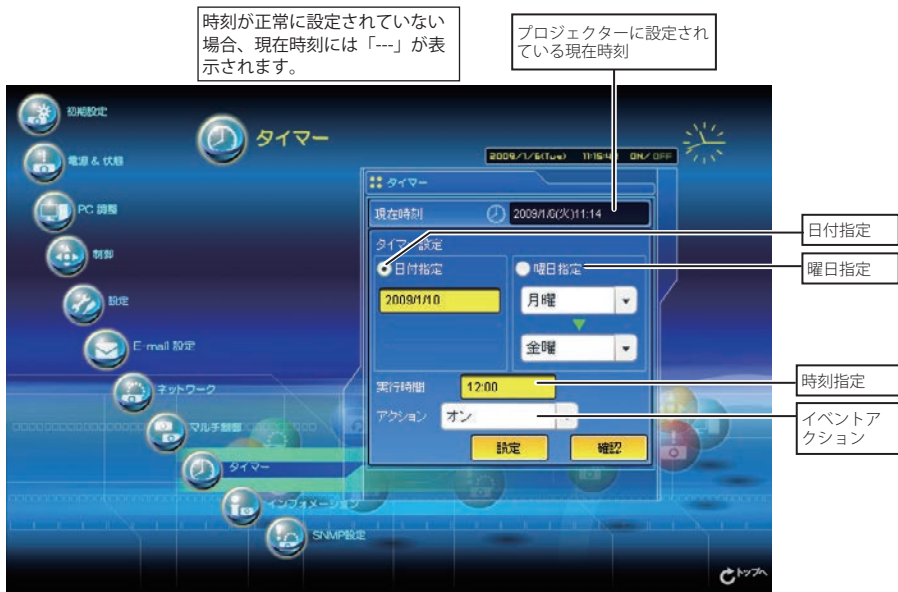 時刻が正常に設定されていない
場合、現在時刻には「---」が表
示されます。
プロジェクターに設定され
ている現在時刻
初期設定
電源 & 状態
PC 調整
制御
設定
E-mail 設定
ネットワーク
マルチ制御
タイマー
インフォメーション
SNMP設定
タイマー
2009/1/6(Tue) 11:15:4 ON/OFF
タイマー
現在時刻 2009/1/6(火)11:14
タイマー設定
日付指定
曜日指定
2009/1/10
月曜
金曜
実行時間 12:00
アクション オン
設定 確認
日付指定
曜日指定
時刻指定
イベントア
クション
トップへ